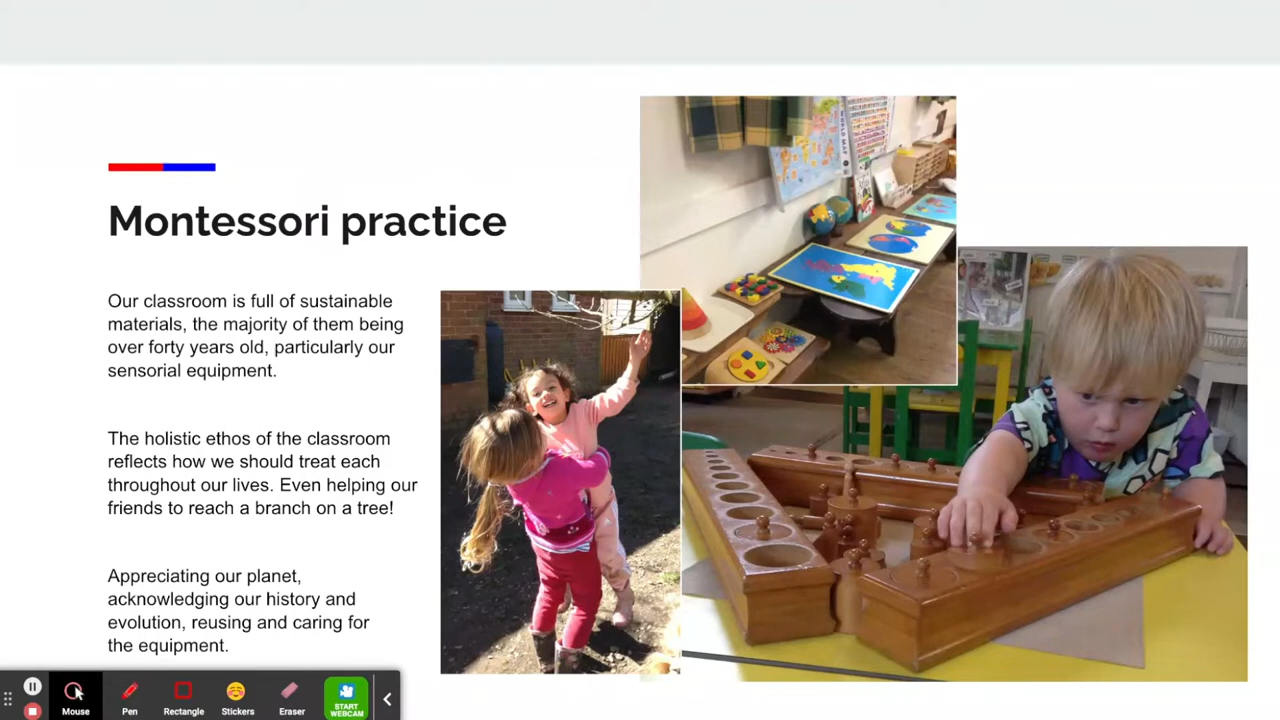 Montessori practice
Our classroom is full of sustainable
materials, the majority of them being
over forty years old, particularly our
sensorial equipment.
The holistic ethos of the classroom
reflects how we should treat each
throughout our lives. Even helping our
friends to reach a branch on a tree!
Appreciating our planet,
acknowledging our history and
evolution, reusing and caring for
the equipment.
WORLD MAP
Mouse
Pen
Rectangle
Stickers
Eraser
START
WEBCAM